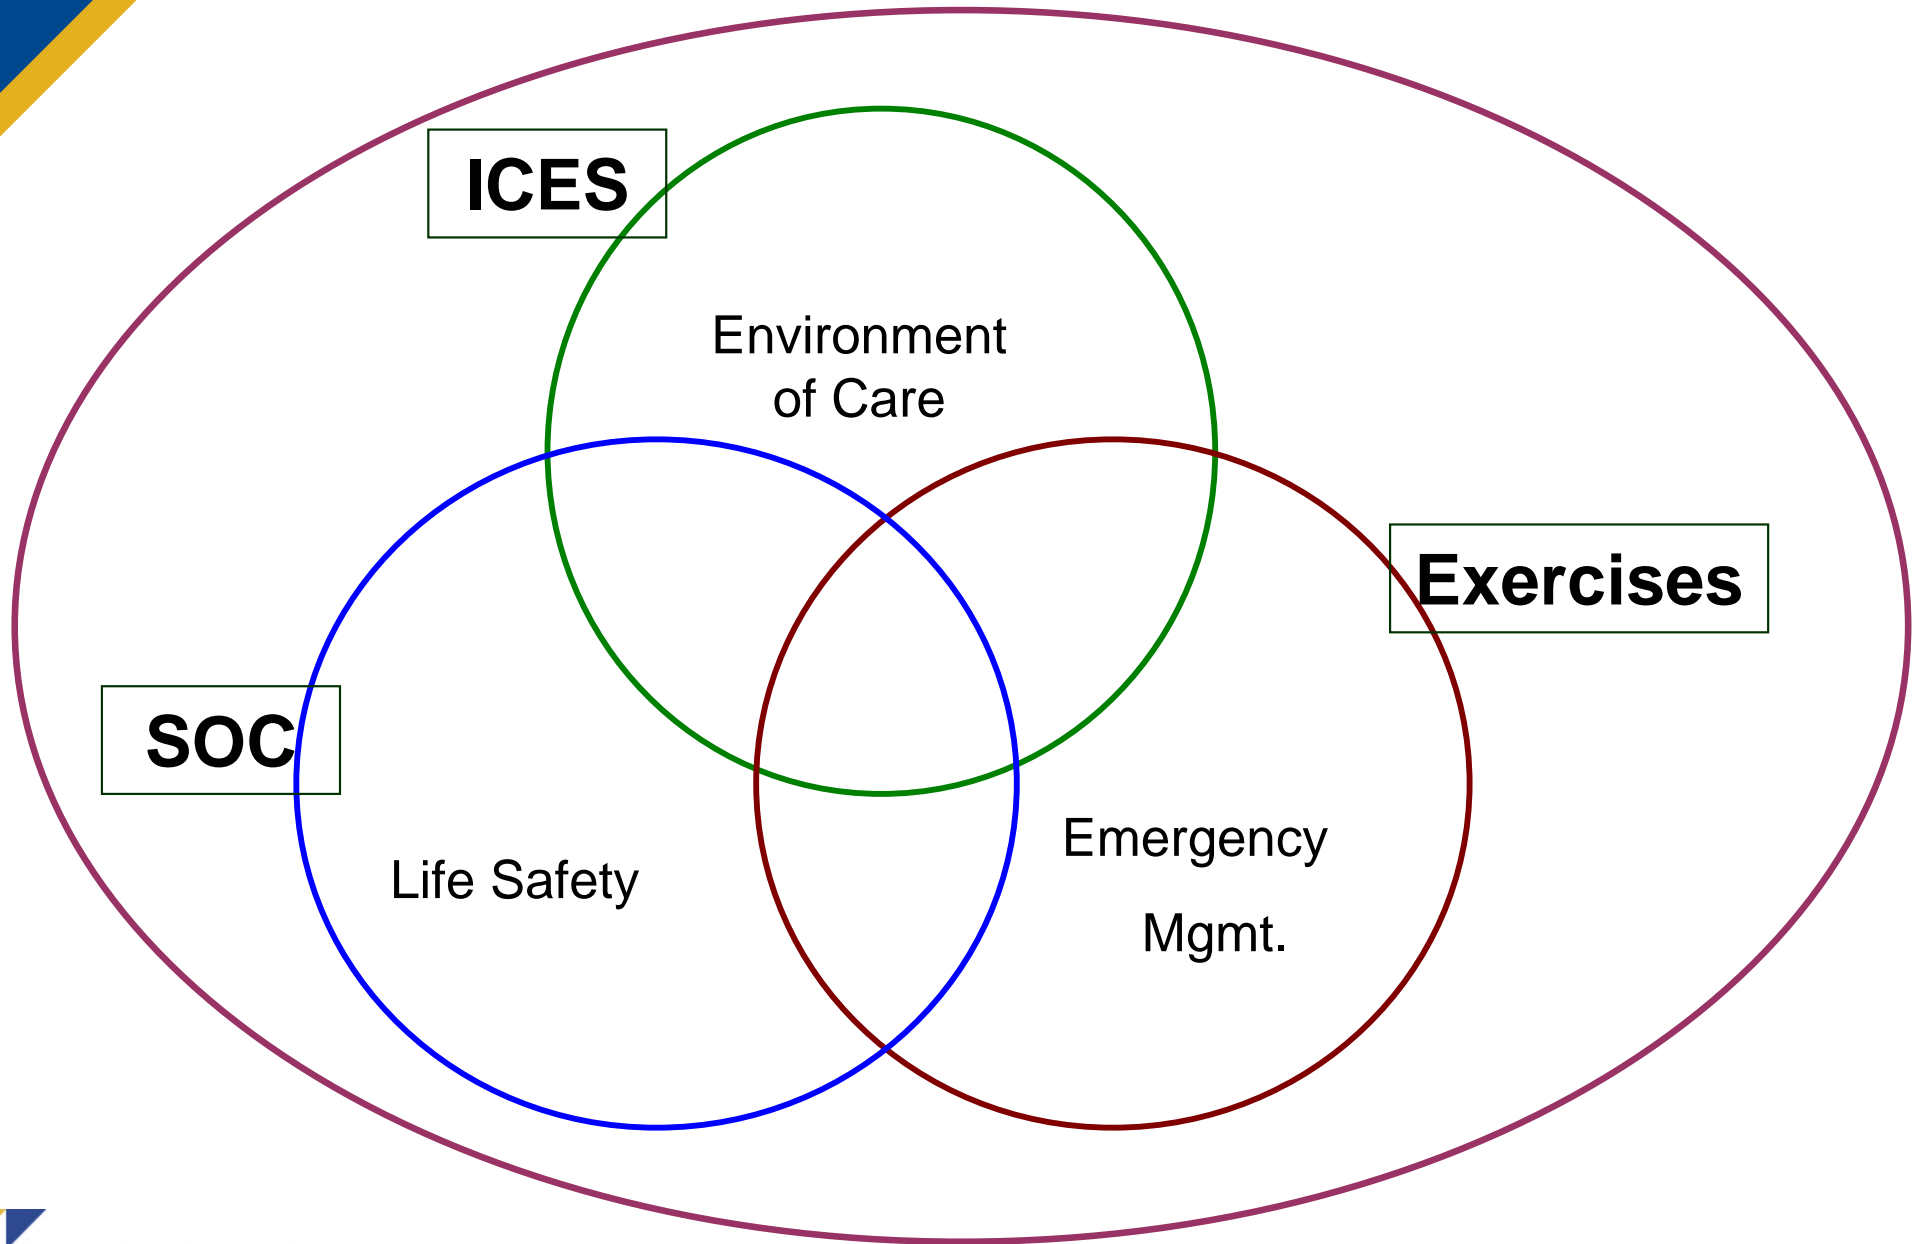 ICES
Environment
of Care
Exercises
SOC
Life Safety
Emergency
Mgmt.